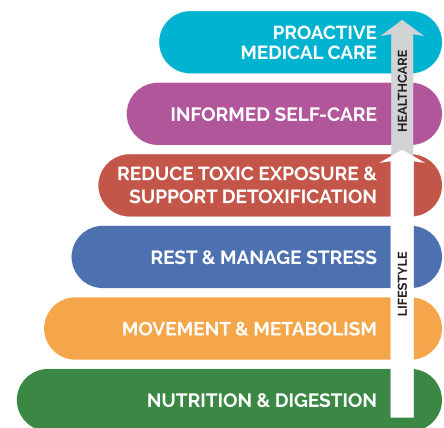 PROACTIVE
MEDICAL CARE
INFORMED SELF-CARE
REDUCE TOXIC EXPOSURE &
SUPPORT DETOXIFICATION
REST & MANAGE STRESS
MOVEMENT & METABOLISM
NUTRITION & DIGESTION
HEALTHCARE
LIFESTYLE